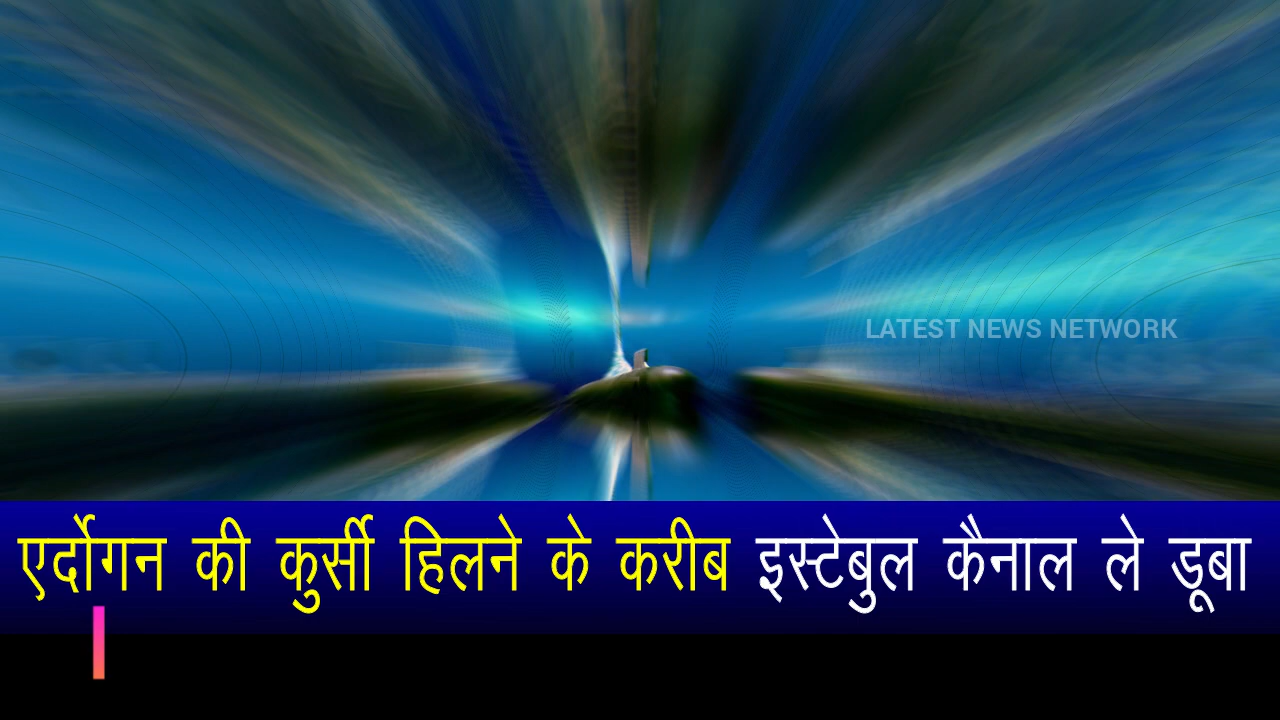 LATEST NEWS NETWORK
एर्दोगन की कुर्सी हिलने के करीब इस्टेबुल कैनाल ले डूबा